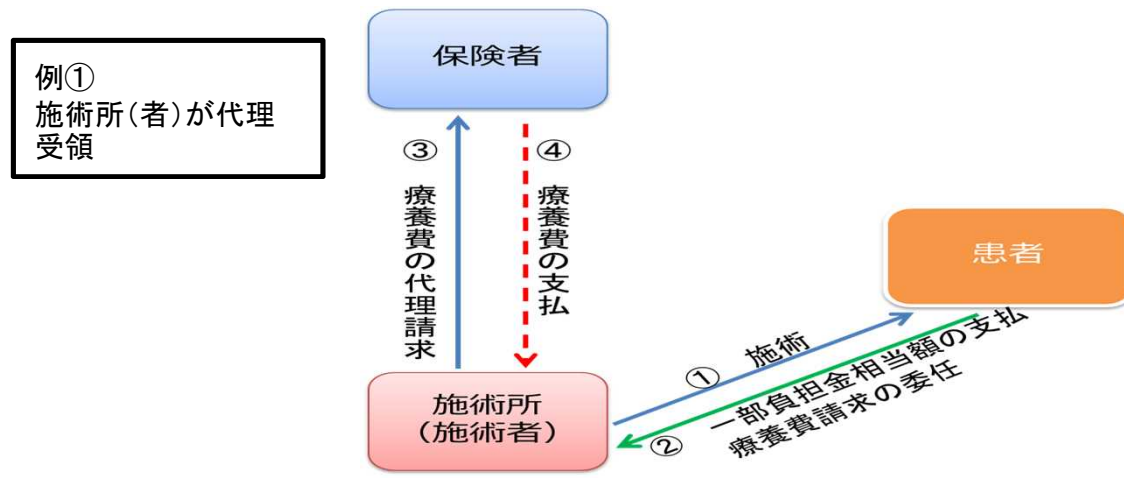 例①
施術所(者)が代理
受領
保険者
③ 療養費の代理請求
④ 療養費の支払
患者
① 施術
② 一部負担金相当額の支払
療養費請求の委任
施術所
(施術者)